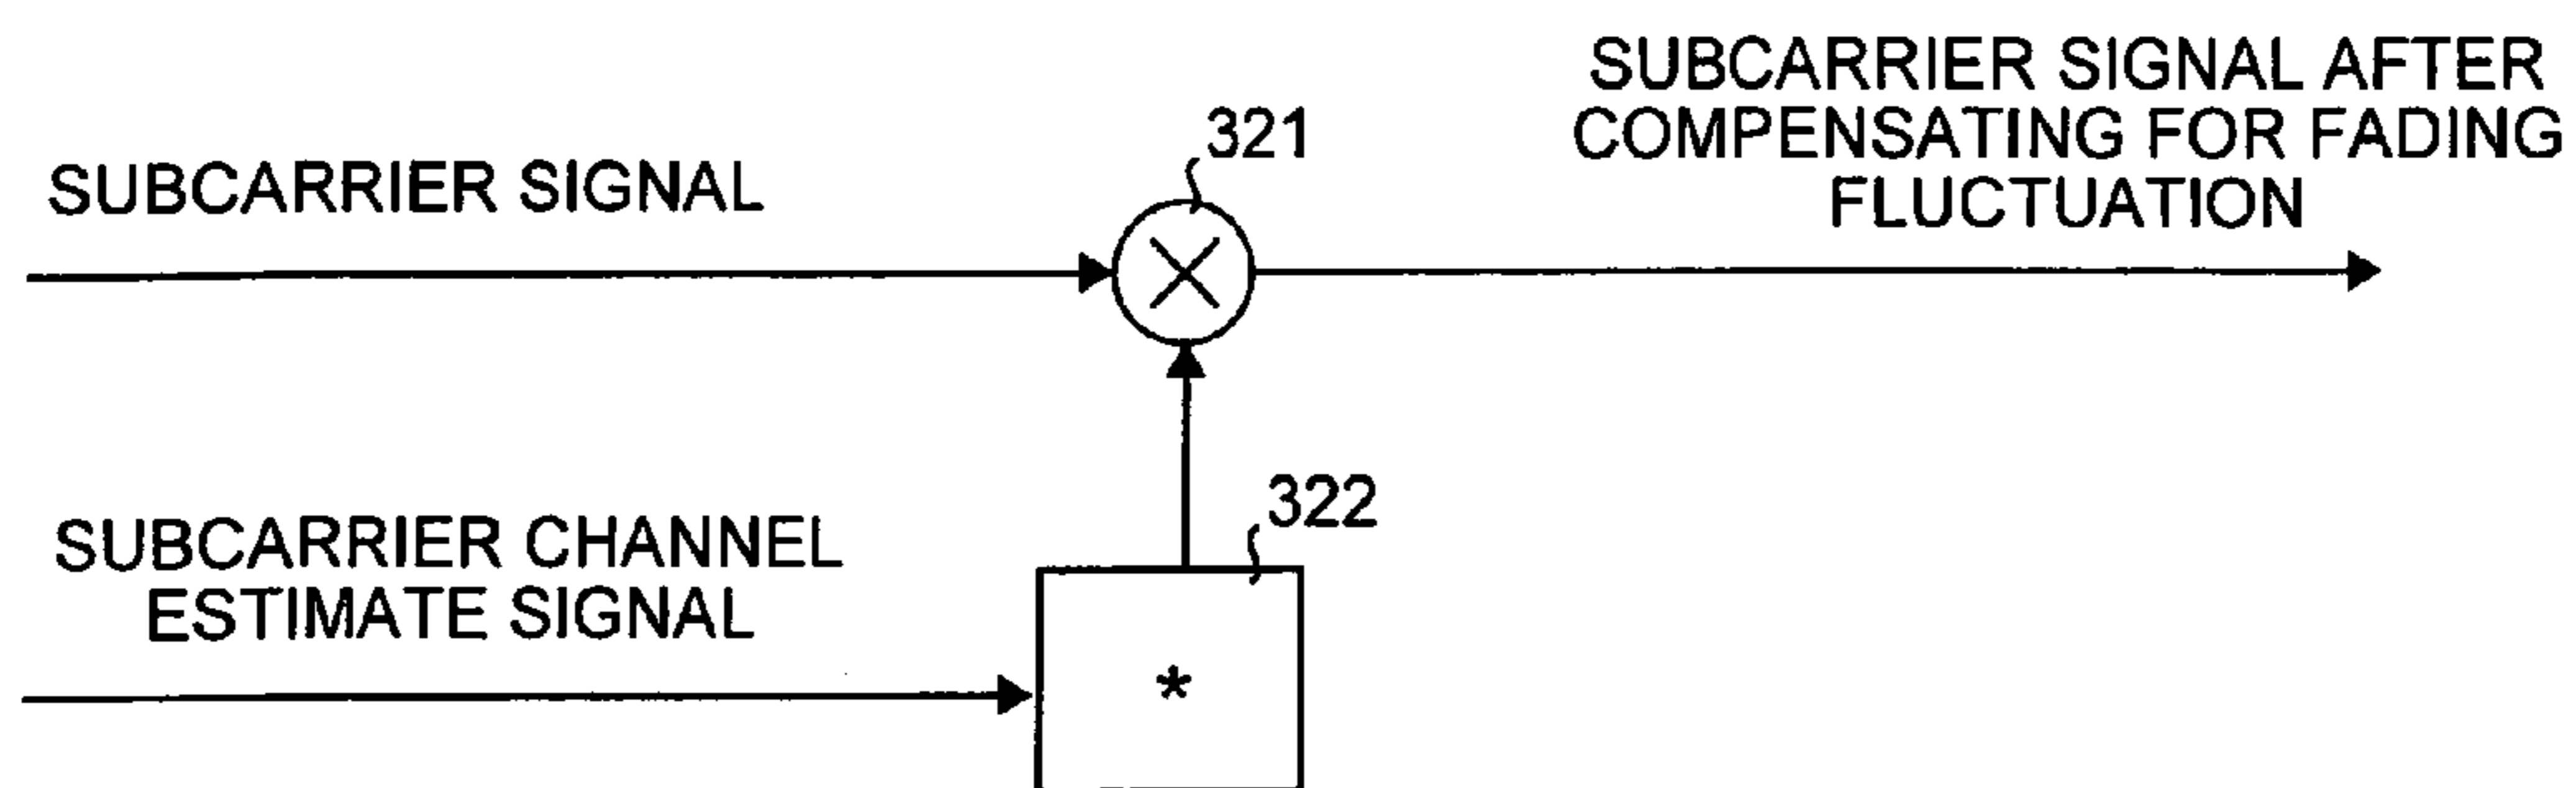 SUBCARRIER SIGNAL
321
SUBCARRIER SIGNAL AFTER
COMPENSATING FOR FADING
FLUCTUATION
SUBCARRIER CHANNEL
ESTIMATE SIGNAL
322
*